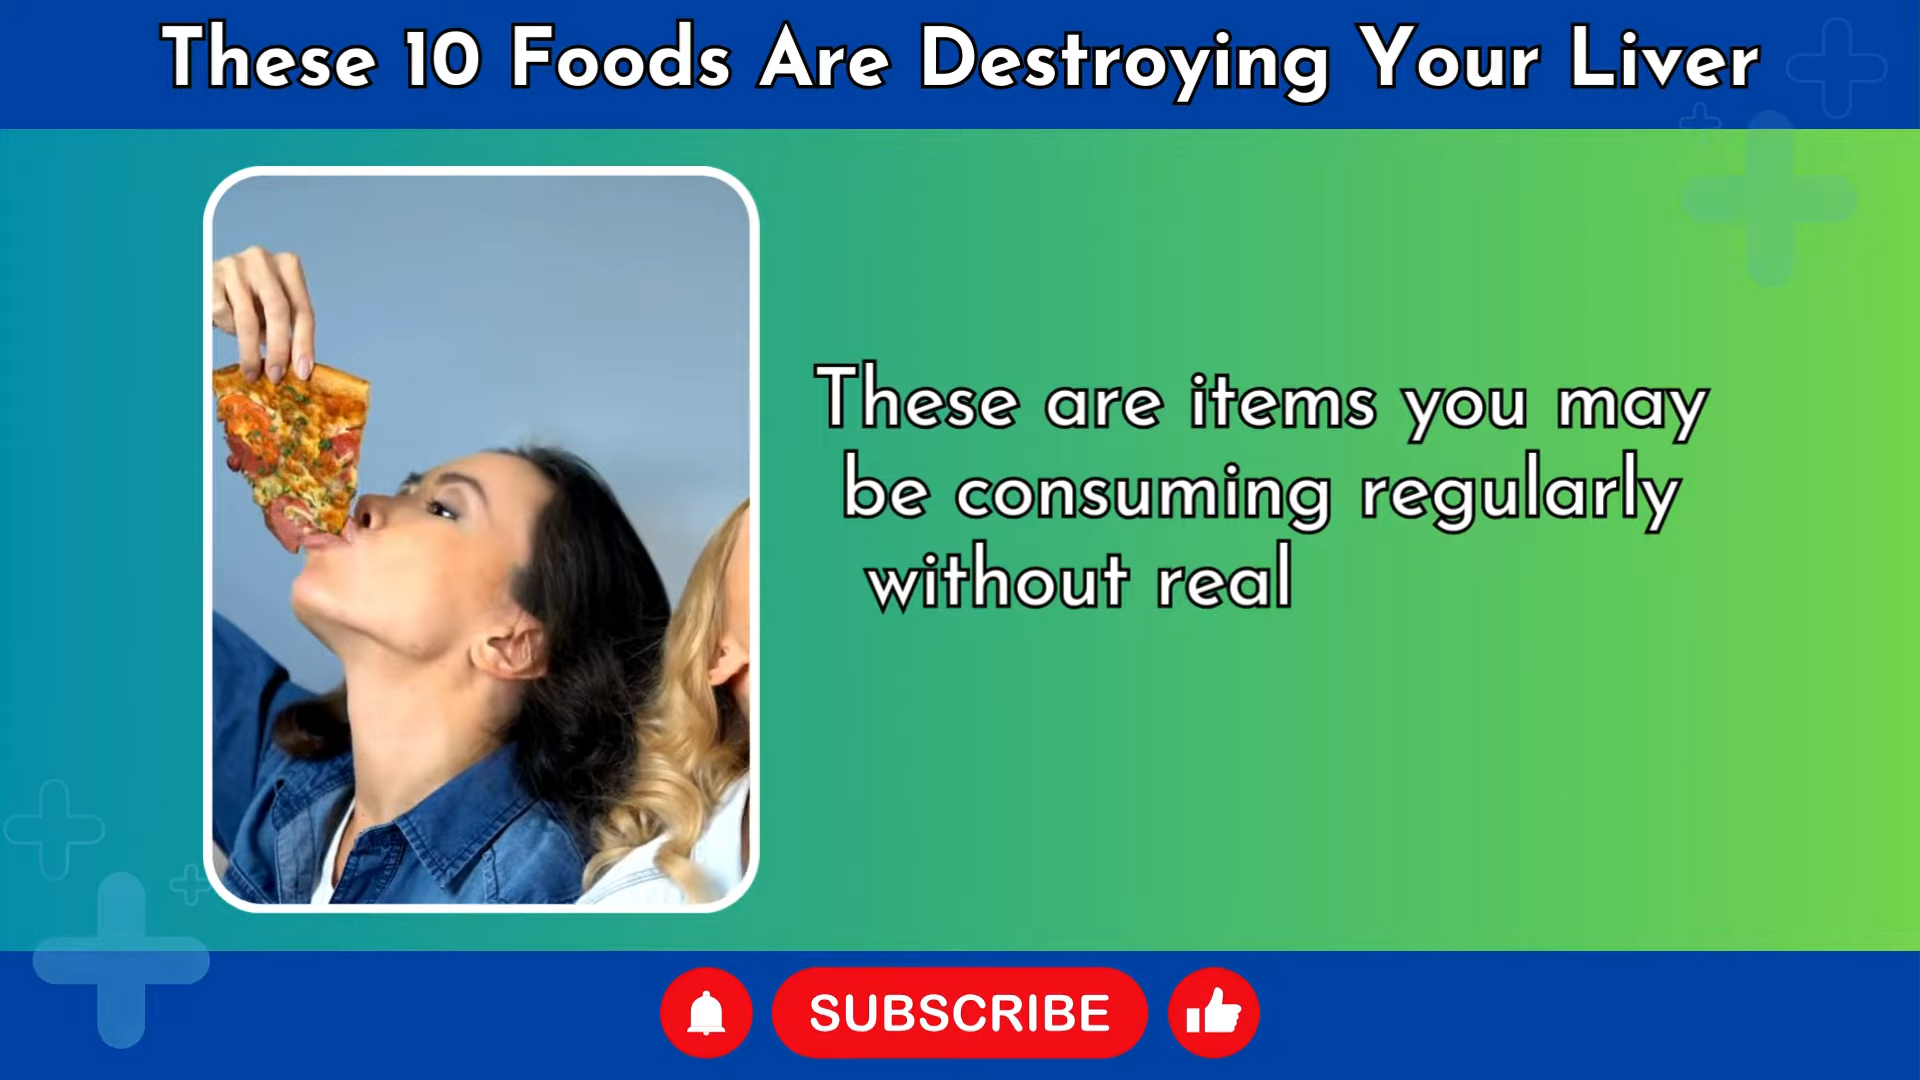 These 10 Foods Are Destroying Your Liver
These are items you may
be consuming regularly
without real
SUBSCRIBE